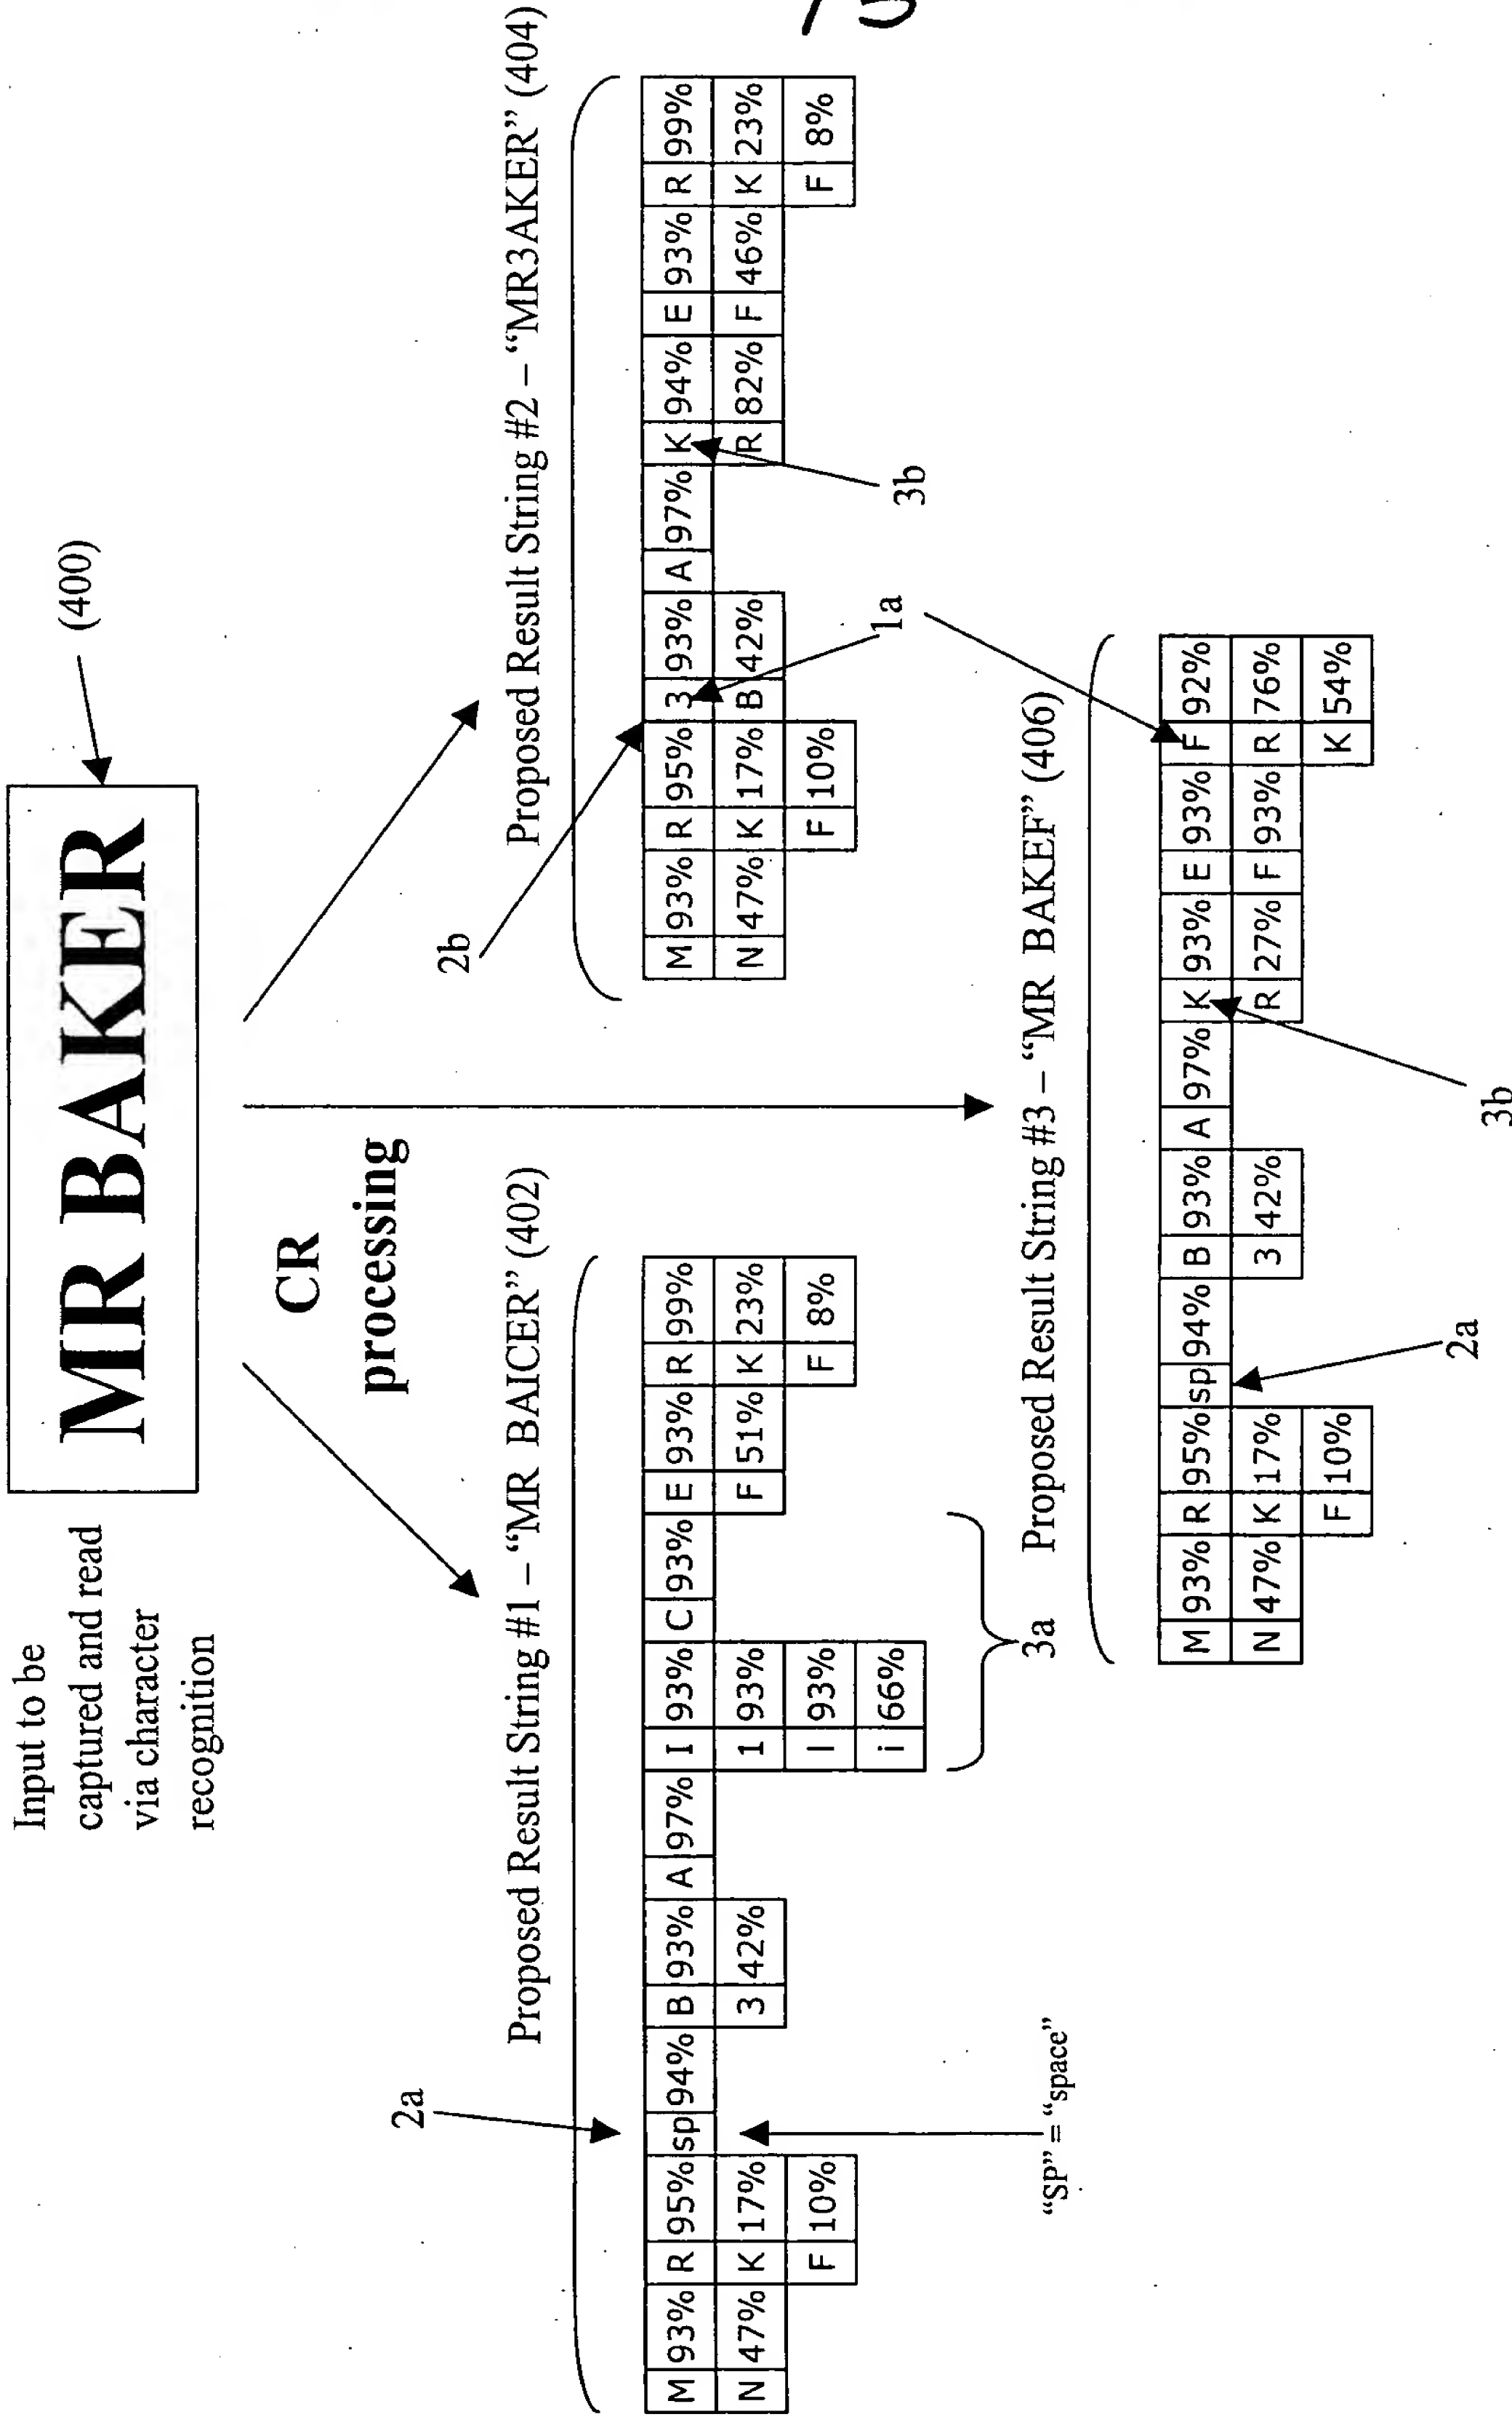 Input to be
captured and read
via character
recognition
MR BAKER
(400)
CR
processing
Proposed Result String #1 – “MR BAICER” (402)
2a
M 93% R 95% sp 94% B 93% A 97% I 93% C 93% E 93% R 99%
N 47% K 17% 3 42% 1 93% F 51% K 23%
F 10% l 93% F 8%
i 66%
“SP” = “space”
3a
Proposed Result String #2 – “MR3AKER” (404)
2b
M 93% R 95% 3 93% A 97% K 94% E 93% R 99%
N 47% K 17% B 42% R 82% F 46% K 23%
F 10% F 8%
1a
3b
Proposed Result String #3 – “MR BAKEF” (406)
M 93% R 95% sp 94% B 93% A 97% K 93% E 93% F 92%
N 47% K 17% 3 42% R 27% F 93% R 76%
F 10% K 54%
2a
3b